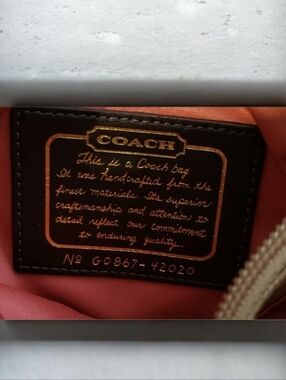 COACH
This is a Coach bag
It was handcrafted from the
finest materials. Its superior
craftsmanship and attention to
detail reflect our commitment
to enduring quality.
Nº G0867-42020